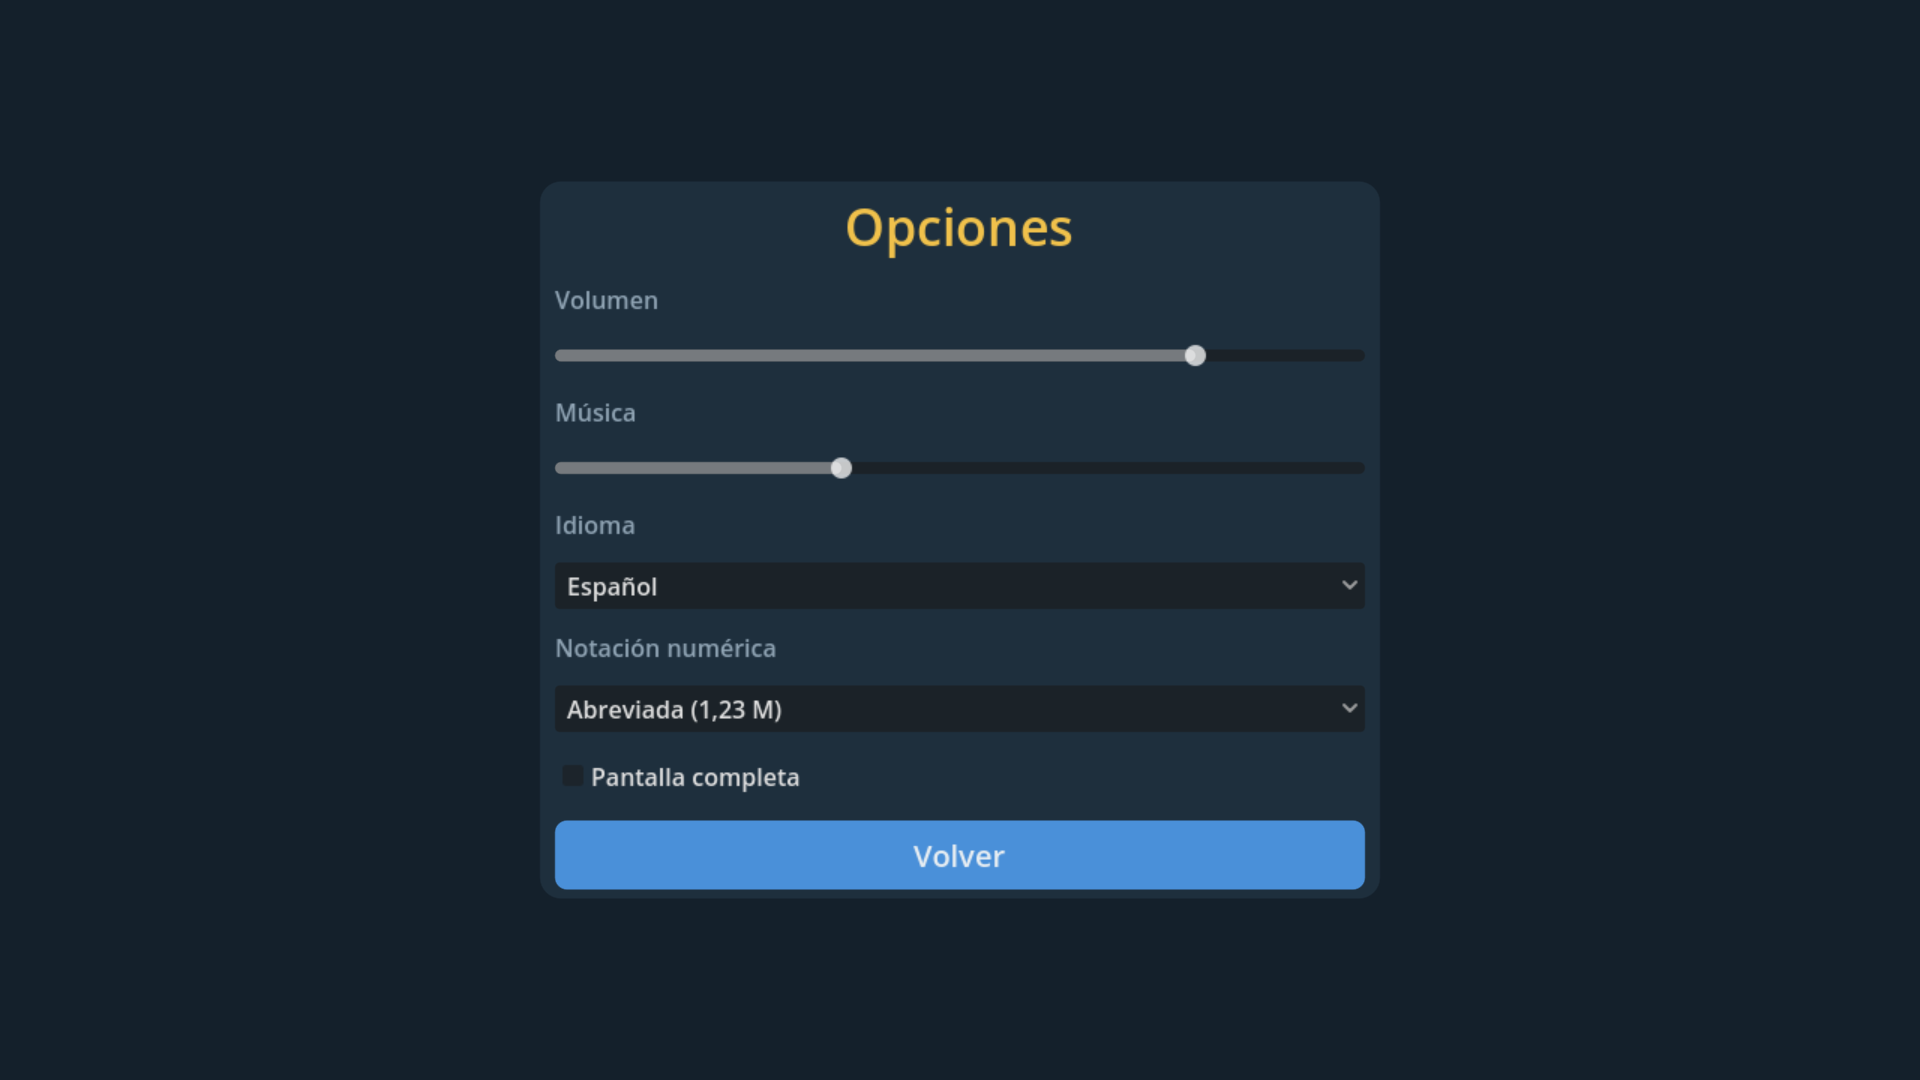 Opciones
Volumen
Música
Idioma
Español
Notación numérica
Abreviada (1,23 M)
Pantalla completa
Volver